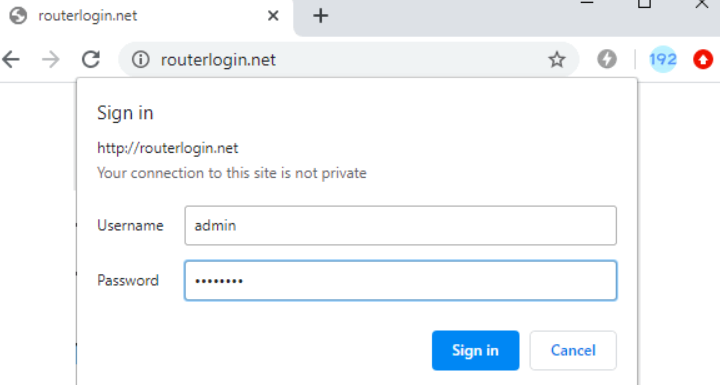 routerlogin.net
routerlogin.net
192
Sign in
http://routerlogin.net
Your connection to this site is not private
Username admin
Password ••••••••
Sign in Cancel